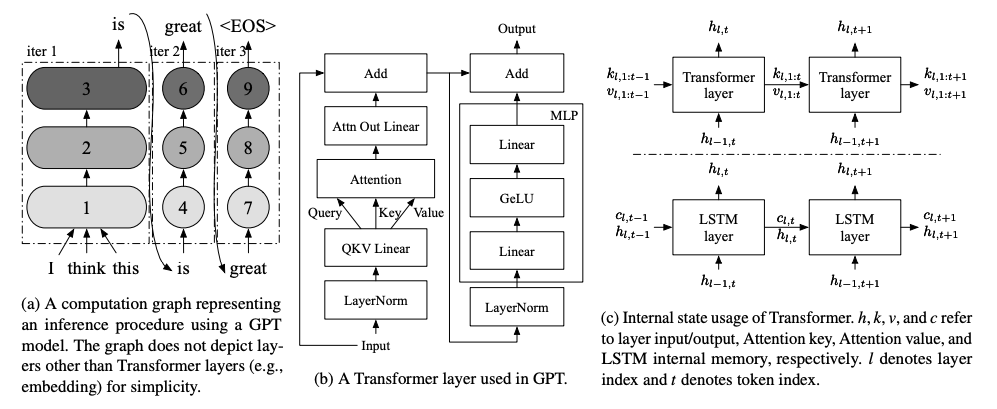 is great <EOS>
iter 1 iter 2 iter 3
3 6 9
2 5 8
1 4 7
I think this is great
(a) A computation graph representing
an inference procedure using a GPT
model. The graph does not depict lay-
ers other than Transformer layers (e.g.,
embedding) for simplicity.
Output
Add Add
MLP
Attn Out Linear
Linear
Attention
GeLU
Query Key Value
QKV Linear
Linear
LayerNorm LayerNorm
Input
(b) A Transformer layer used in GPT.
h_{l,t} h_{l,t+1}
k_{l,1:t−1} Transformer k_{l,1:t} Transformer k_{l,1:t+1}
v_{l,1:t−1} layer v_{l,1:t} layer v_{l,1:t+1}
h_{l−1,t} h_{l−1,t+1}
h_{l,t} h_{l,t+1}
c_{l,t−1} LSTM c_{l,t} LSTM c_{l,t+1}
h_{l,t−1} layer h_{l,t} layer h_{l,t+1}
h_{l−1,t} h_{l−1,t+1}
(c) Internal state usage of Transformer. h, k, v, and c refer
to layer input/output, Attention key, Attention value, and
LSTM internal memory, respectively. l denotes layer
index and t denotes token index.